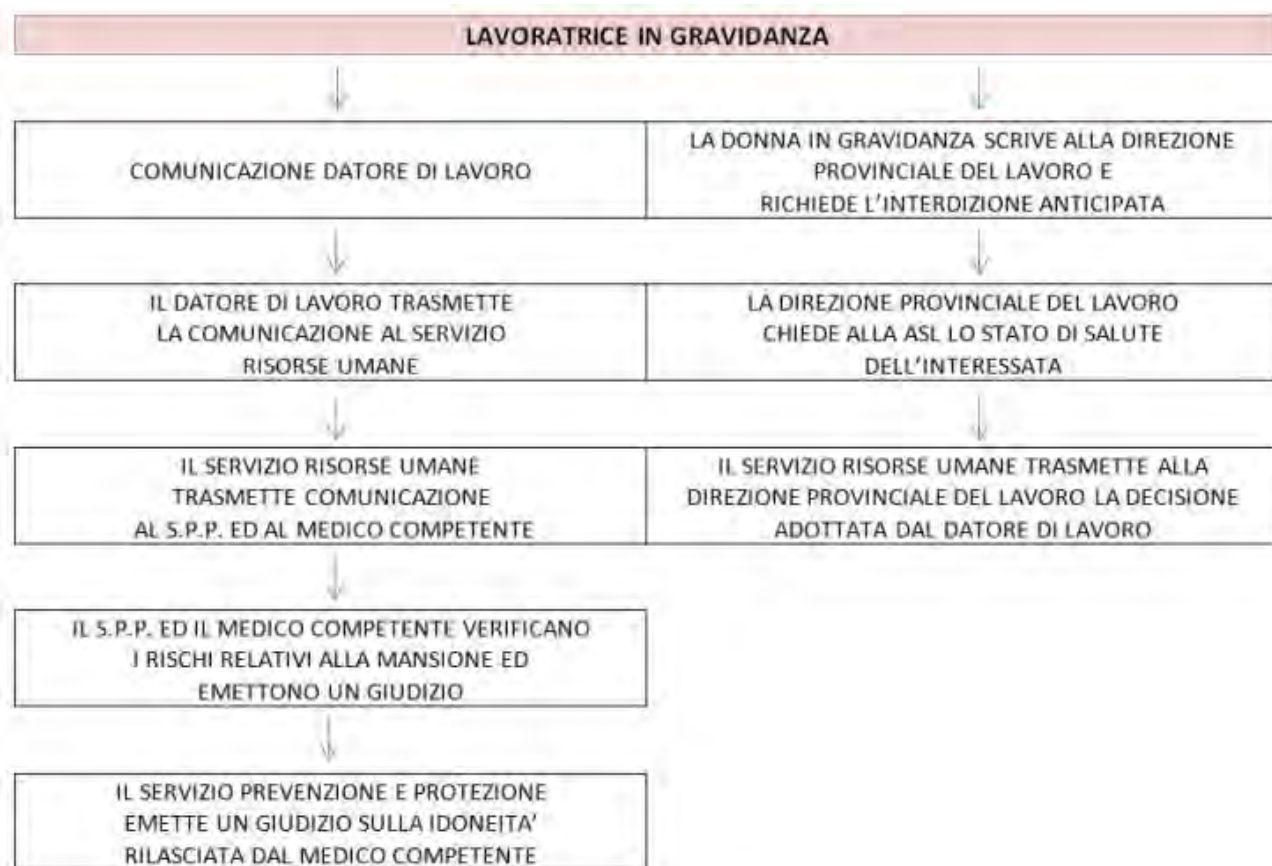 LAVORATRICE IN GRAVIDANZA
COMUNICAZIONE DATORE DI LAVORO
LA DONNA IN GRAVIDANZA SCRIVE ALLA DIREZIONE
PROVINCIALE DEL LAVORO E
RICHIEDE L'INTERDIZIONE ANTICIPATA
IL DATORE DI LAVORO TRASMETTE
LA COMUNICAZIONE AL SERVIZIO
RISORSE UMANE
LA DIREZIONE PROVINCIALE DEL LAVORO
CHIEDE ALLA ASL LO STATO DI SALUTE
DELL'INTERESSATA
IL SERVIZIO RISORSE UMANE
TRASMETTE COMUNICAZIONE
AL S.P.P. ED AL MEDICO COMPETENTE
IL SERVIZIO RISORSE UMANE TRASMETTE ALLA
DIREZIONE PROVINCIALE DEL LAVORO LA DECISIONE
ADOTTATA DAL DATORE DI LAVORO
IL S.P.P. ED IL MEDICO COMPETENTE VERIFICANO
I RISCHI RELATIVI ALLA MANSIONE ED
EMETTONO UN GIUDIZIO
IL SERVIZIO PREVENZIONE E PROTEZIONE
EMETTE UN GIUDIZIO SULLA IDONEITA'
RILASCIATA DAL MEDICO COMPETENTE